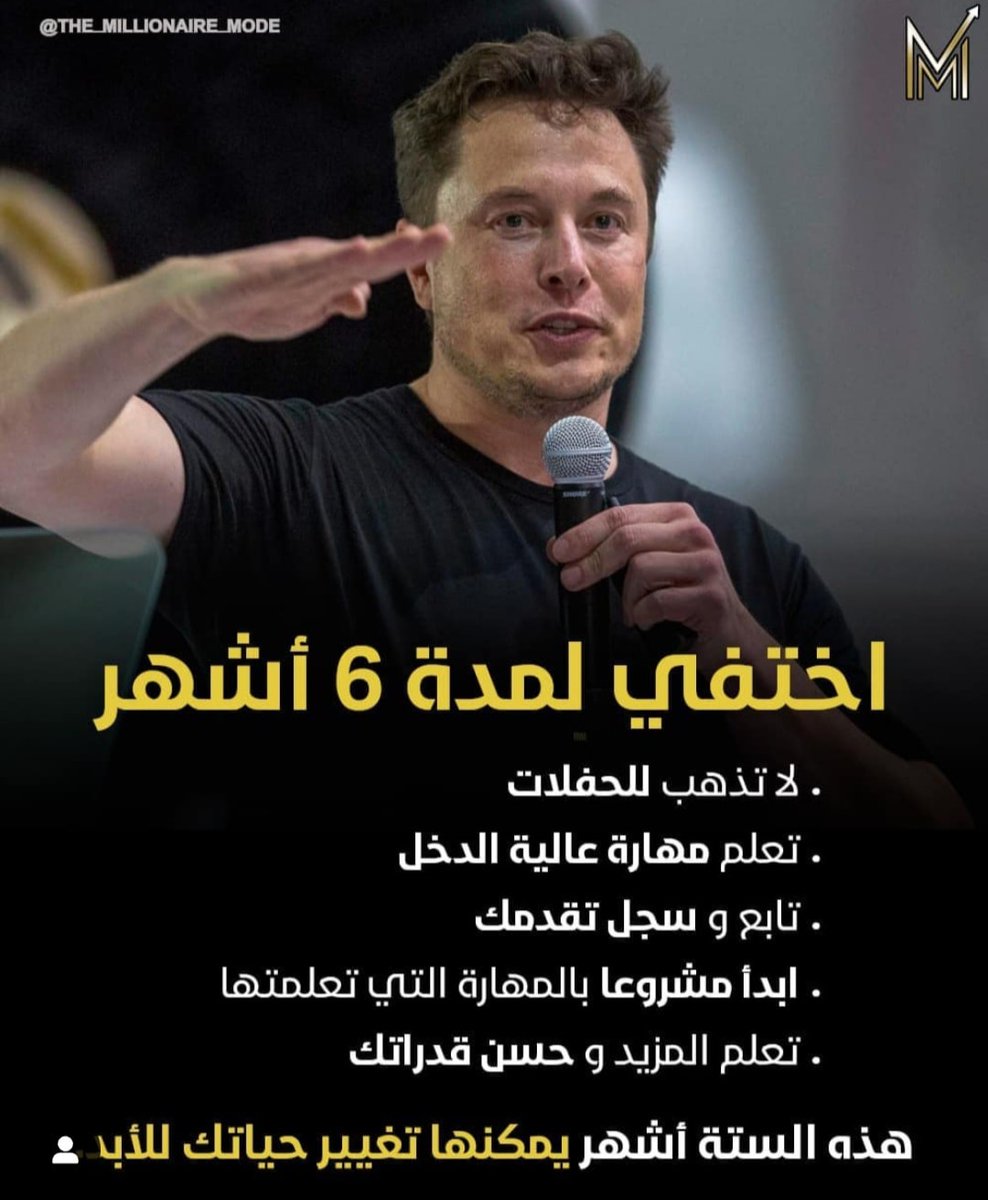 @THE_MILLIONAIRE_MODE
اختفي لمدة 6 أشهر
. لا تذهب للحفلات
. تعلم مهارة عالية الدخل
. تابع و سجل تقدمك
. ابدأ مشروعا بالمهارة التي تعلمتها
. تعلم المزيد و حسن قدراتك
هذه الستة أشهر يمكنها تغيير حياتك للأبد